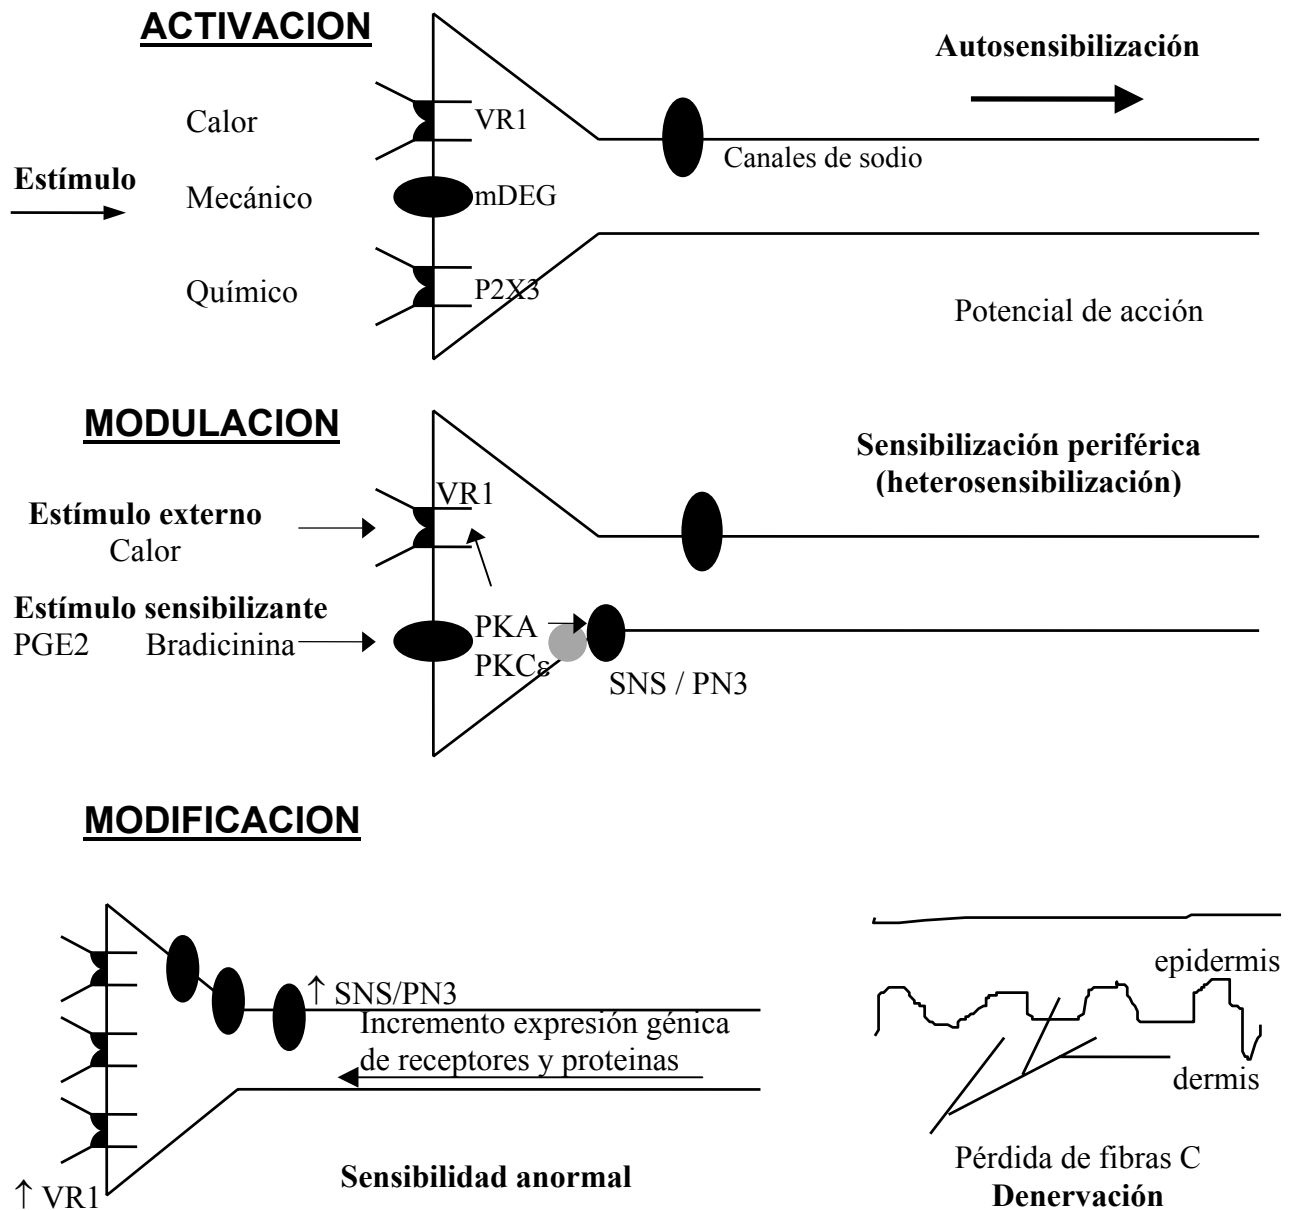 ACTIVACION
Autosensibilización
Calor
VR1
Canales de sodio
Estímulo
Mecánico
mDEG
Químico
P2X3
Potencial de acción
MODULACION
Sensibilización periférica
(heterosensibilización)
VR1
Estímulo externo
Calor
Estímulo sensibilizante
PGE2 Bradicinina
PKA
PKCε
SNS / PN3
MODIFICACION
↑ SNS/PN3
Incremento expresión génica
de receptores y proteinas
epidermis
dermis
Sensibilidad anormal
↑ VR1
Pérdida de fibras C
Denervación